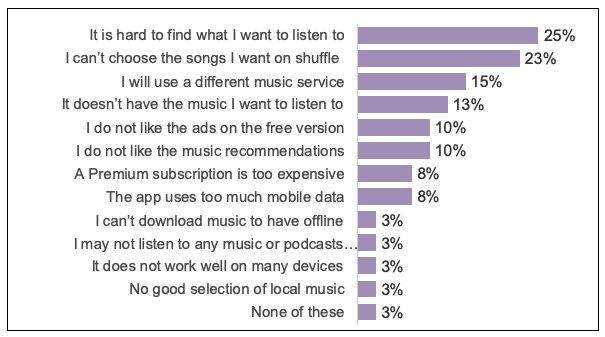 It is hard to find what I want to listen to 25%
I can't choose the songs I want on shuffle 23%
I will use a different music service 15%
It doesn't have the music I want to listen to 13%
I do not like the ads on the free version 10%
I do not like the music recommendations 10%
A Premium subscription is too expensive 8%
The app uses too much mobile data 8%
I can't download music to have offline 3%
I may not listen to any music or podcasts… 3%
It does not work well on many devices 3%
No good selection of local music 3%
None of these 3%